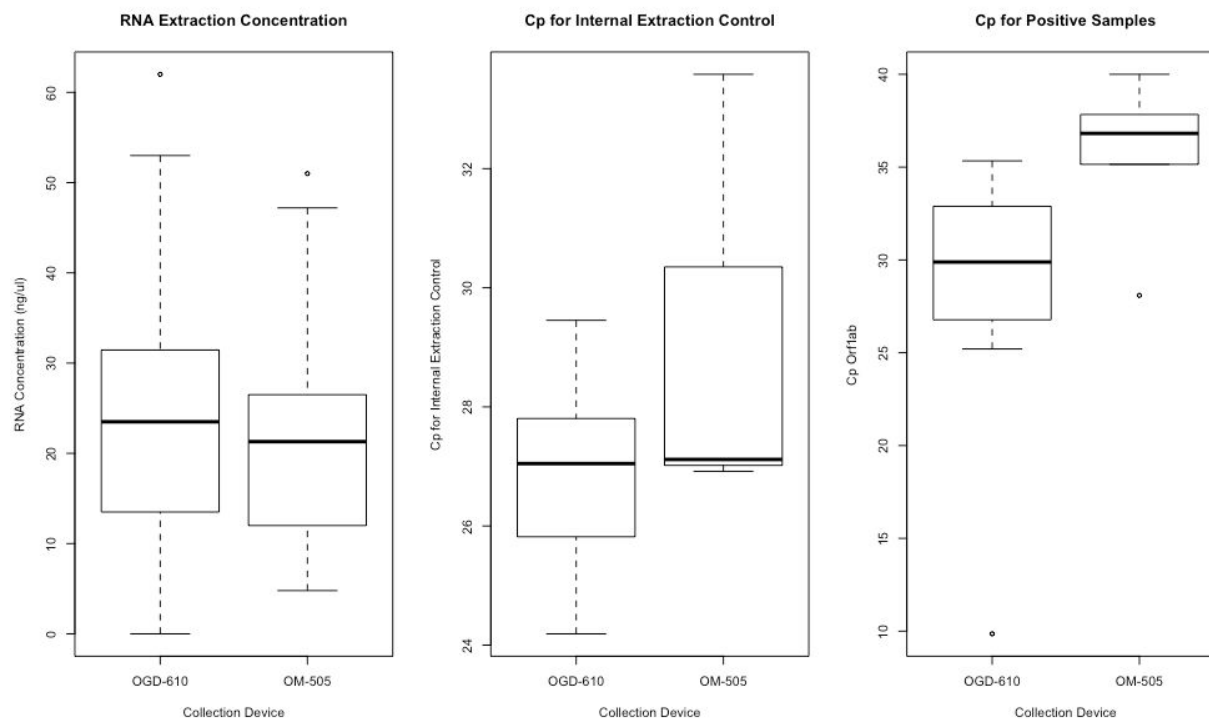 RNA Extraction Concentration
RNA Concentration (ng/ul)
60
50
40
30
20
10
0
OGD-610 OM-505
Collection Device
Cp for Internal Extraction Control
Cp for Internal Extraction Control
32
30
28
26
24
OGD-610 OM-505
Collection Device
Cp for Positive Samples
Cp Orf1ab
40
35
30
25
20
15
10
OGD-610 OM-505
Collection Device